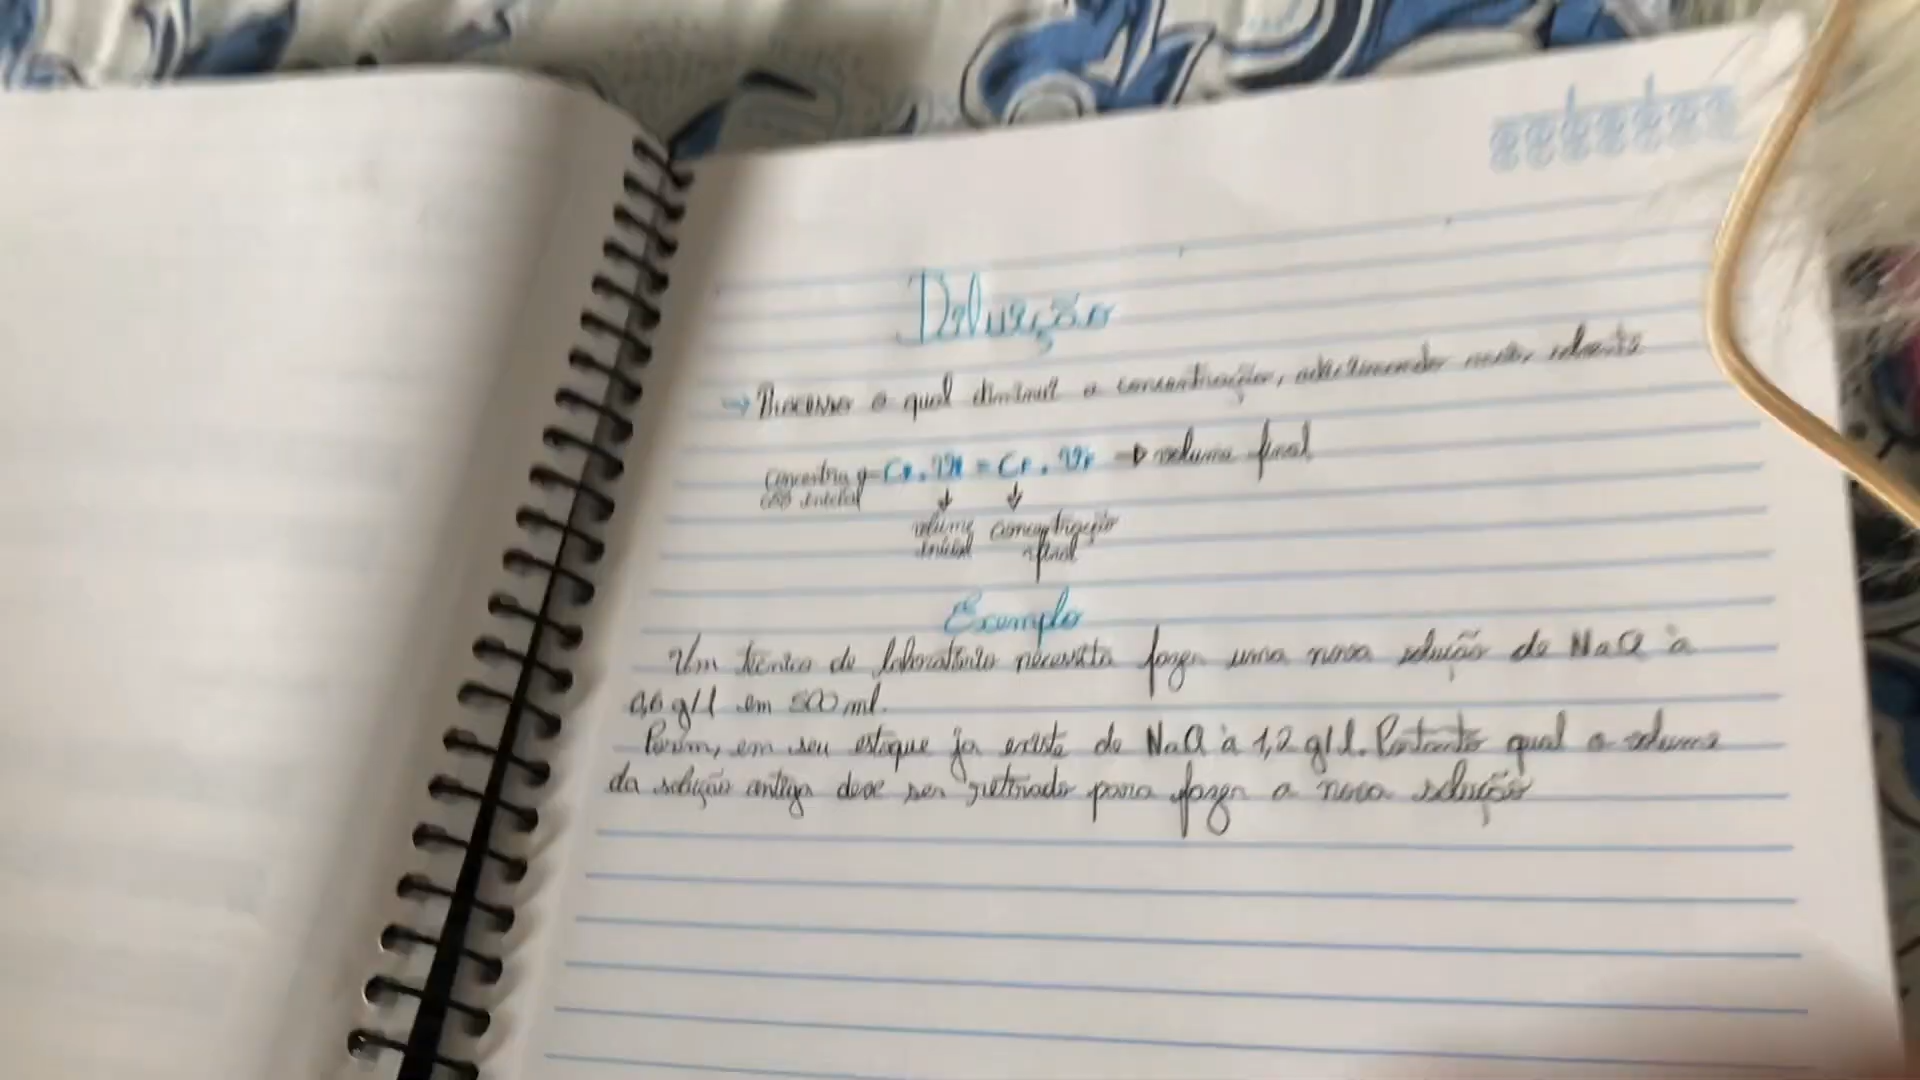 Diluição
→ Processo o qual diminui a concentração, adicionando mais solvente
concentra ção inicial ← Ci . Vi = Cf . Vf → volume final
volume inicial concentração final
Exemplo
Um técnico de laboratório necessita fazer uma nova solução de NaCl à
0,6 g/l em 500 ml.
Porém, em seu estoque ja existe de NaCl à 1,2 g/l. Portanto qual o volume
da solução antiga deve ser retirado para fazer a nova solução